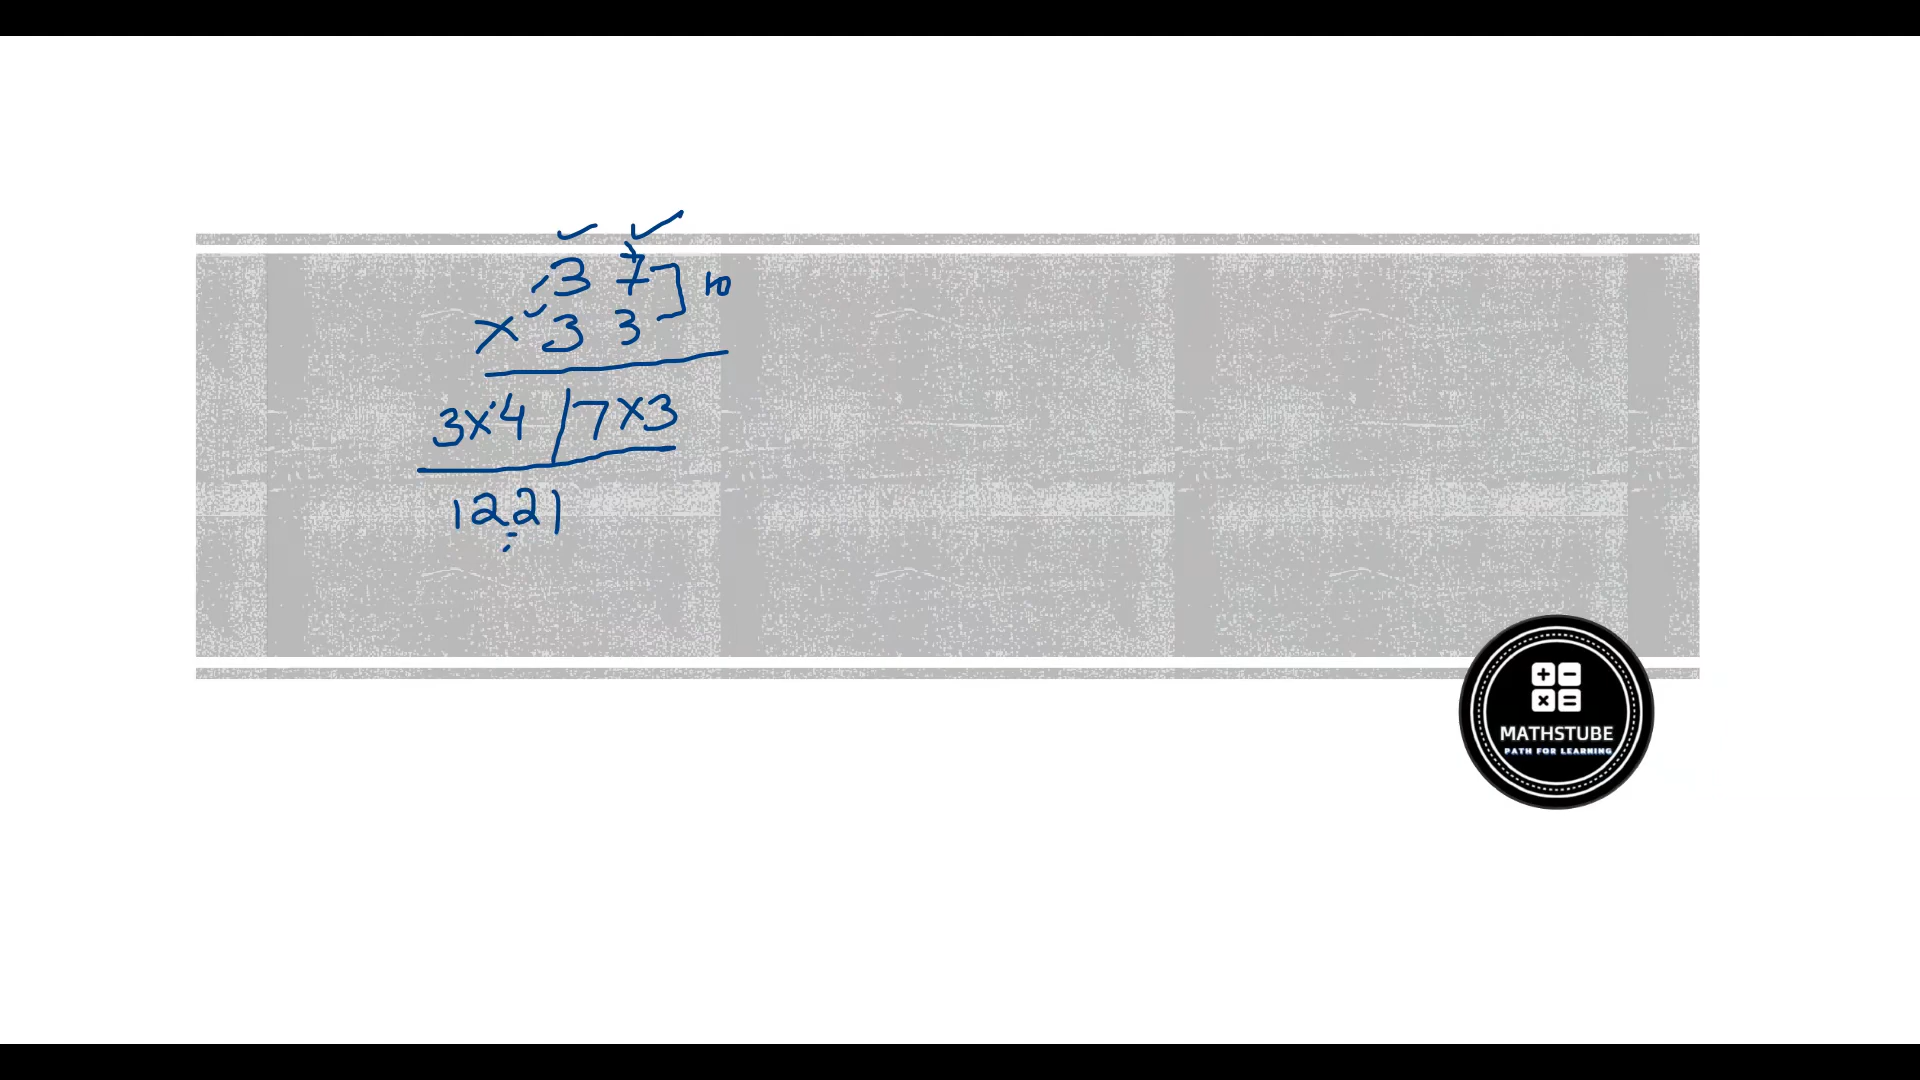 3 7
10
× 3 3
3×4 / 7×3
1221
MATHSTUBE
PATH FOR LEARNING